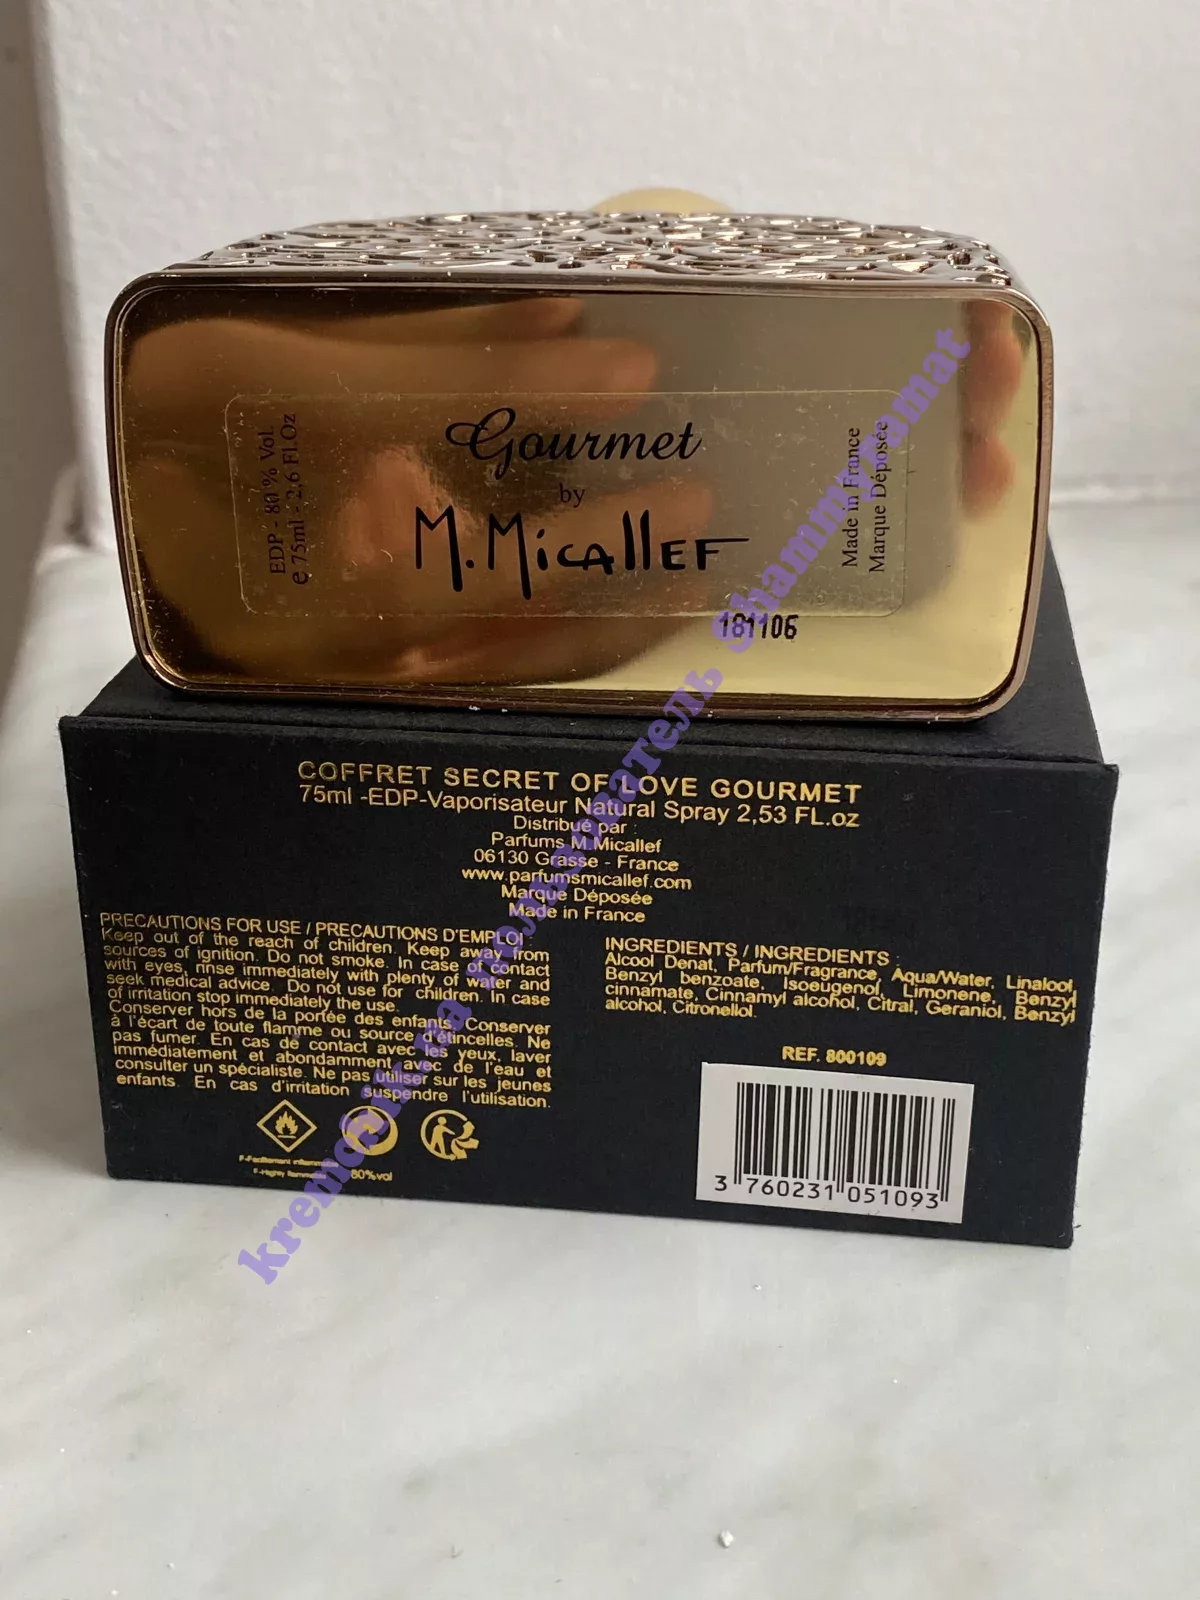 EDP - 80 % Vol.
e 75ml - 2,6 Fl.Oz
Gourmet
by
M.MicallEF
Made in France
Marque Déposée
181106
COFFRET SECRET OF LOVE GOURMET
75ml -EDP-Vaporisateur Natural Spray 2,53 FL.oz
Distribué par :
Parfums M.Micallef
06130 Grasse - France
www.parfumsmicallef.com
Marque Déposée
Made in France
PRECAUTIONS FOR USE / PRECAUTIONS D'EMPLOI :
Keep out of the reach of children. Keep away from
sources of ignition. Do not smoke. In case of contact
with eyes, rinse immediately with plenty of water and
seek medical advice. Do not use for children. In case
of irritation stop immediately the use.
Conserver hors de la portée des enfants. Conserver
à l'écart de toute flamme ou source d'étincelles. Ne
pas fumer. En cas de contact avec les yeux, laver
immédiatement et abondamment avec de l'eau et
consulter un spécialiste. Ne pas utiliser sur les jeunes
enfants. En cas d'irritation suspendre l'utilisation.
F-Facilement inflammable
F-Highly flammable
80%vol
INGREDIENTS / INGREDIENTS :
Alcool Denat, Parfum/Fragrance, Aqua/Water, Linalool,
Benzyl benzoate, Isoeugenol, Limonene, Benzyl
cinnamate, Cinnamyl alcohol, Citral, Geraniol, Benzyl
alcohol, Citronellol.
REF. 800109
3 760231 051093
пользователь Shammyramat